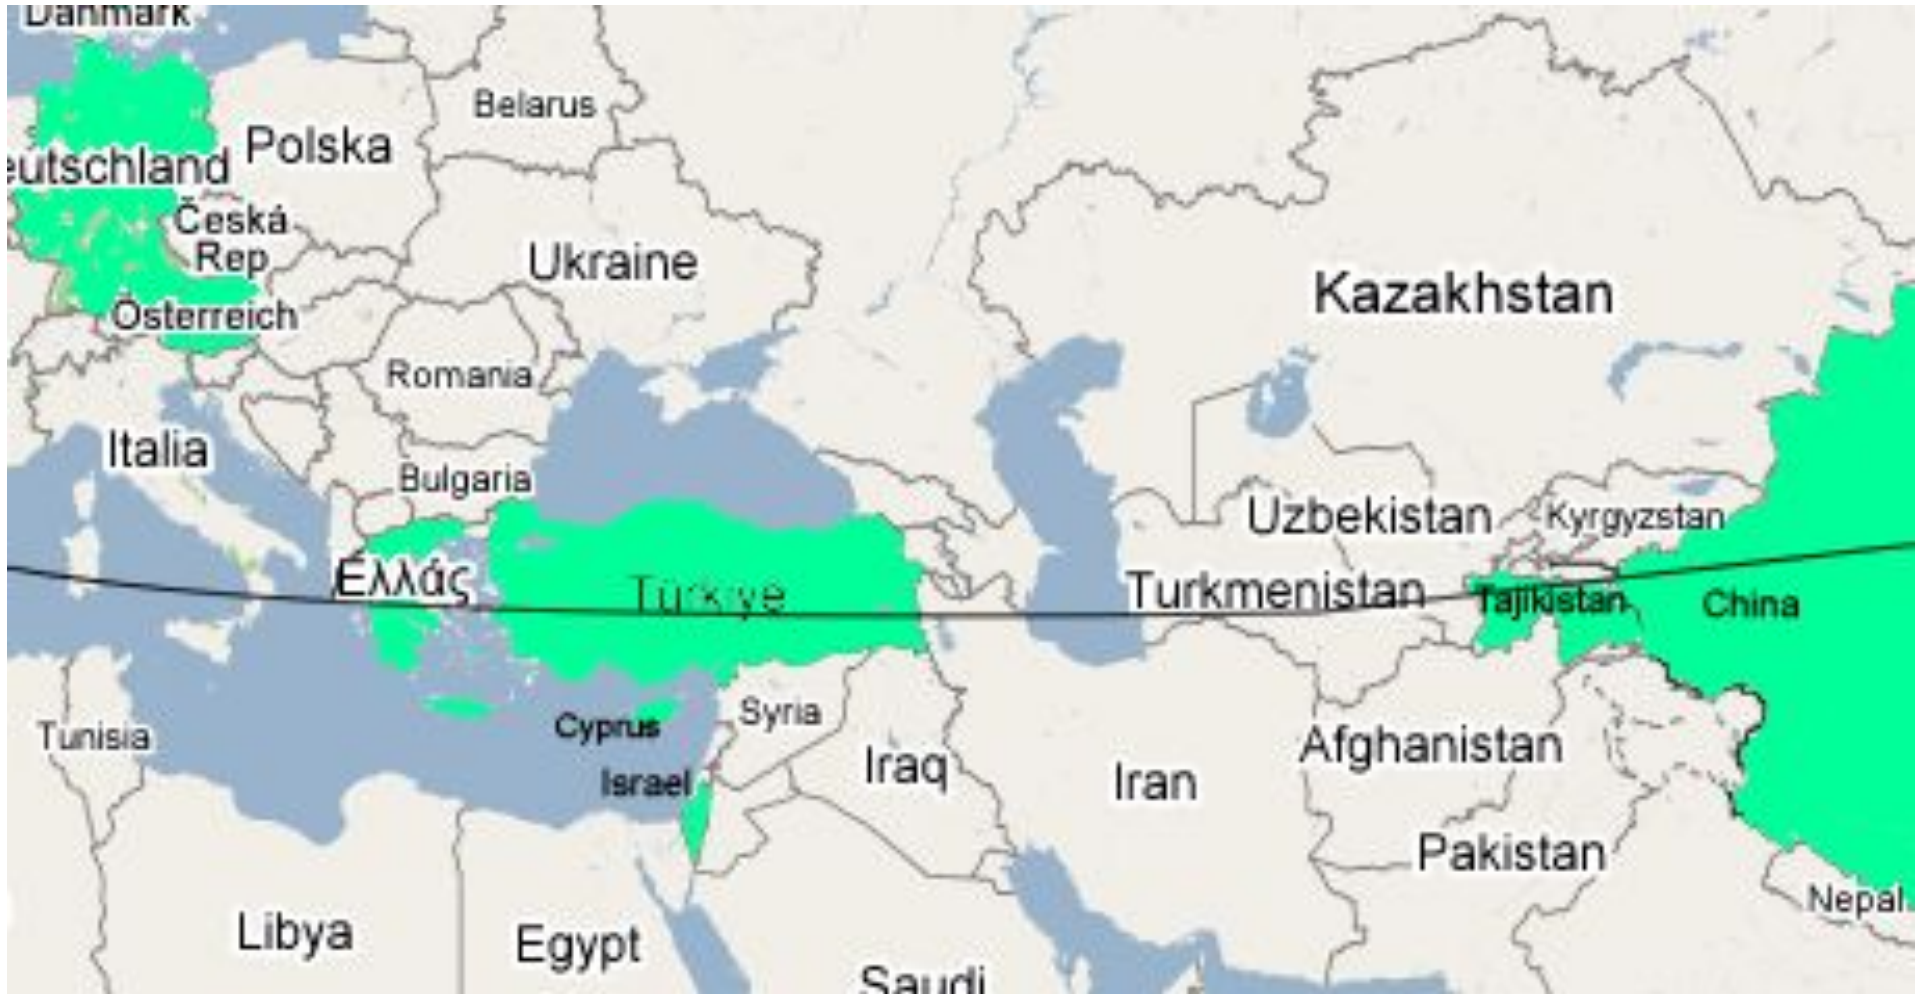 Danmark
Belarus
Polska
eutschland
Česká
Rep
Ukraine
Österreich
Kazakhstan
Romania
Italia
Bulgaria
Uzbekistan
Kyrgyzstan
Ελλάς
Türkiye
Turkmenistan
Tajikistan
China
Tunisia
Cyprus
Syria
Israel
Iraq
Iran
Afghanistan
Pakistan
Nepal
Libya
Egypt
Saudi